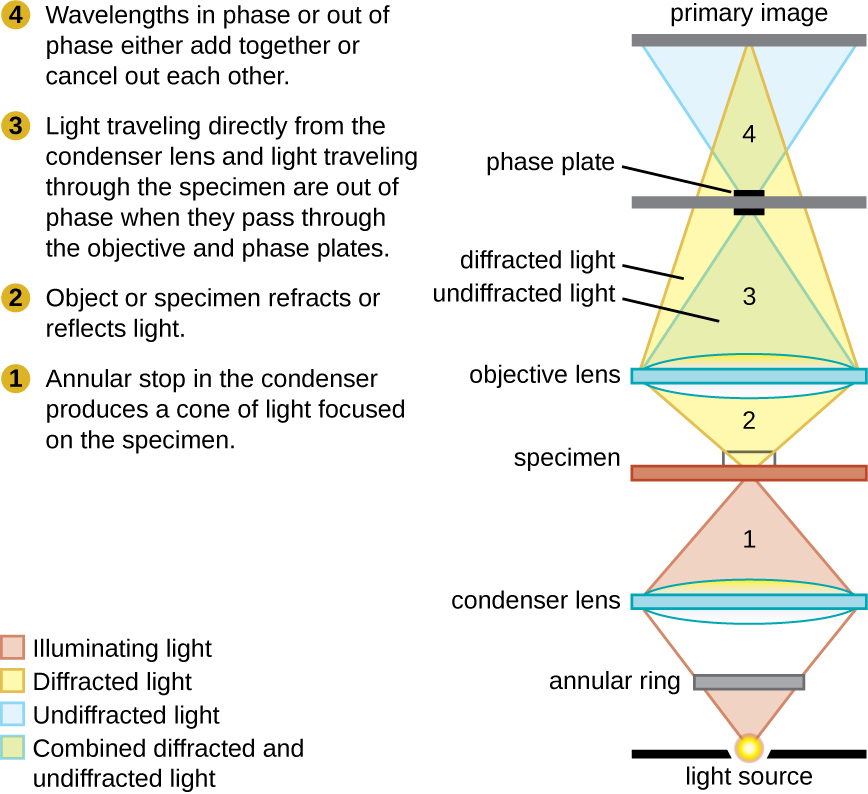 4 Wavelengths in phase or out of
phase either add together or
cancel out each other.
3 Light traveling directly from the
condenser lens and light traveling
through the specimen are out of
phase when they pass through
the objective and phase plates.
2 Object or specimen refracts or
reflects light.
1 Annular stop in the condenser
produces a cone of light focused
on the specimen.
Illuminating light
Diffracted light
Undiffracted light
Combined diffracted and
undiffracted light
primary image
4
phase plate
diffracted light
undiffracted light
3
objective lens
2
specimen
1
condenser lens
annular ring
light source